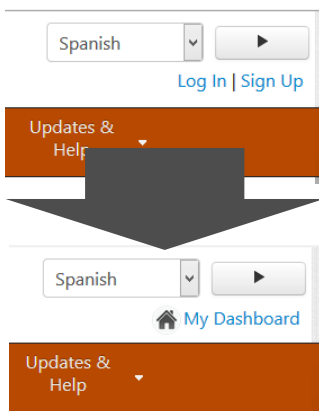 Spanish
Log In | Sign Up
Updates &
Help
Spanish
My Dashboard
Updates &
Help